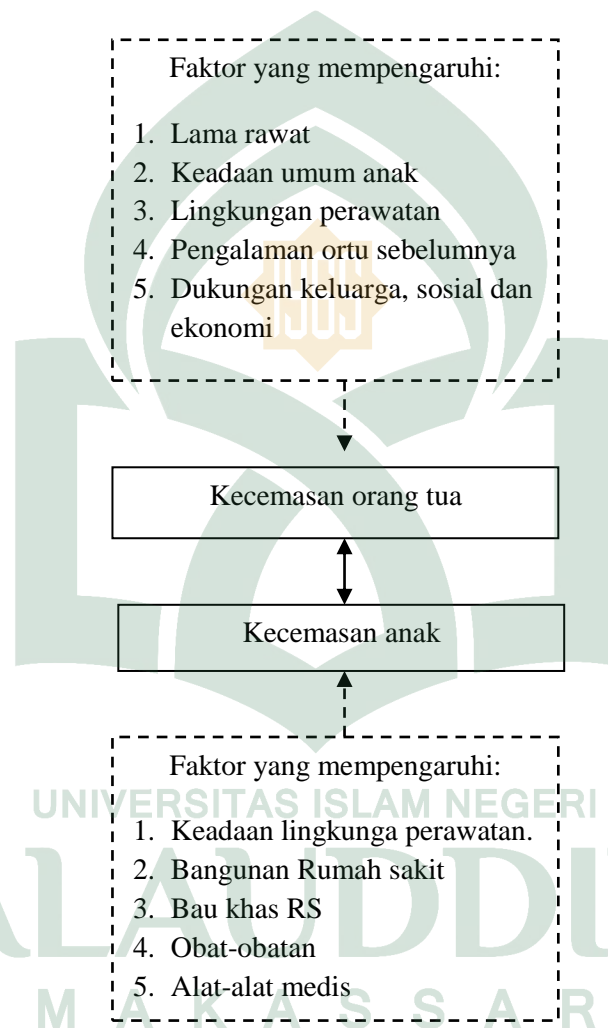 Faktor yang mempengaruhi:
1. Lama rawat
2. Keadaan umum anak
3. Lingkungan perawatan
4. Pengalaman ortu sebelumnya
5. Dukungan keluarga, sosial dan
ekonomi
Kecemasan orang tua
Kecemasan anak
Faktor yang mempengaruhi:
UNIVERSITAS ISLAM NEGERI
1. Keadaan lingkunga perawatan.
2. Bangunan Rumah sakit
ALAUDDI
3. Bau khas RS
4. Obat-obatan
5. Alat-alat medis
M A K A S S A R